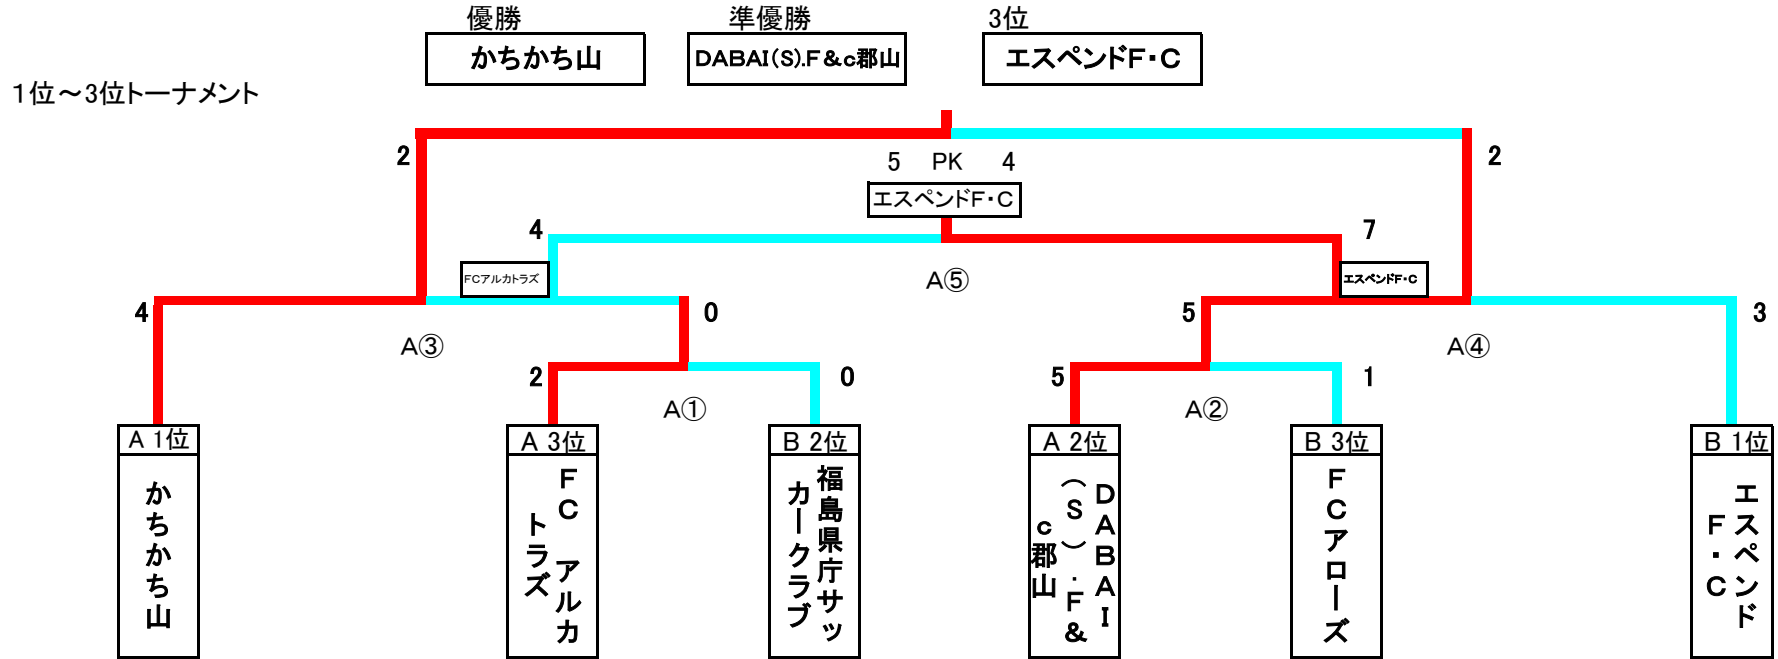 優勝
準優勝
3位
かちかち山
DABAI(S).F&c郡山
エスペンドF・C
1位～3位トーナメント
2
2
5 PK 4
エスペンドF・C
4
7
FCアルカトラズ
A⑤
エスペンドF・C
4
0
5
3
A③
A④
2
0
5
1
A①
A②
A 1位
A 3位
B 2位
A 2位
B 3位
B 1位
かちかち山
FC アルカ
トラズ
福島県庁サッ
カークラブ
DABAI
(S).F&
c郡山
FCアローズ
エスペンド
F・C